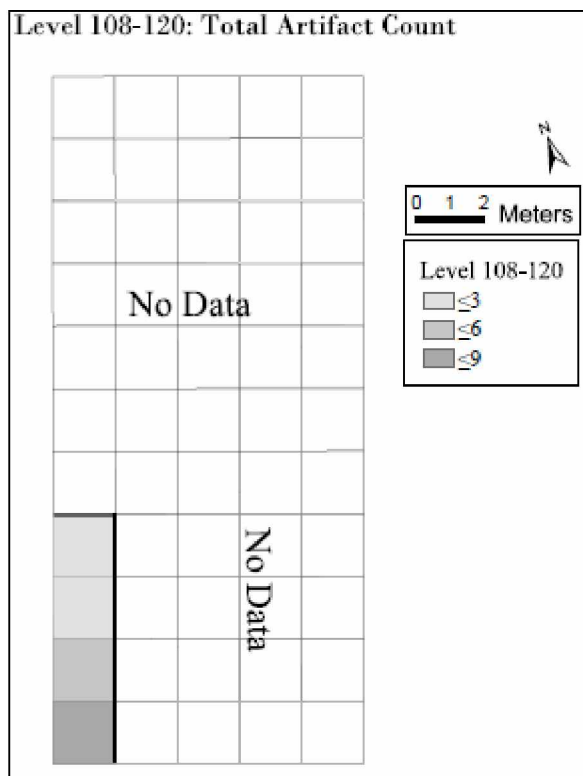 Level 108-120: Total Artifact Count
N
0 1 2 Meters
Level 108-120
≤3
≤6
≤9
No Data
No Data